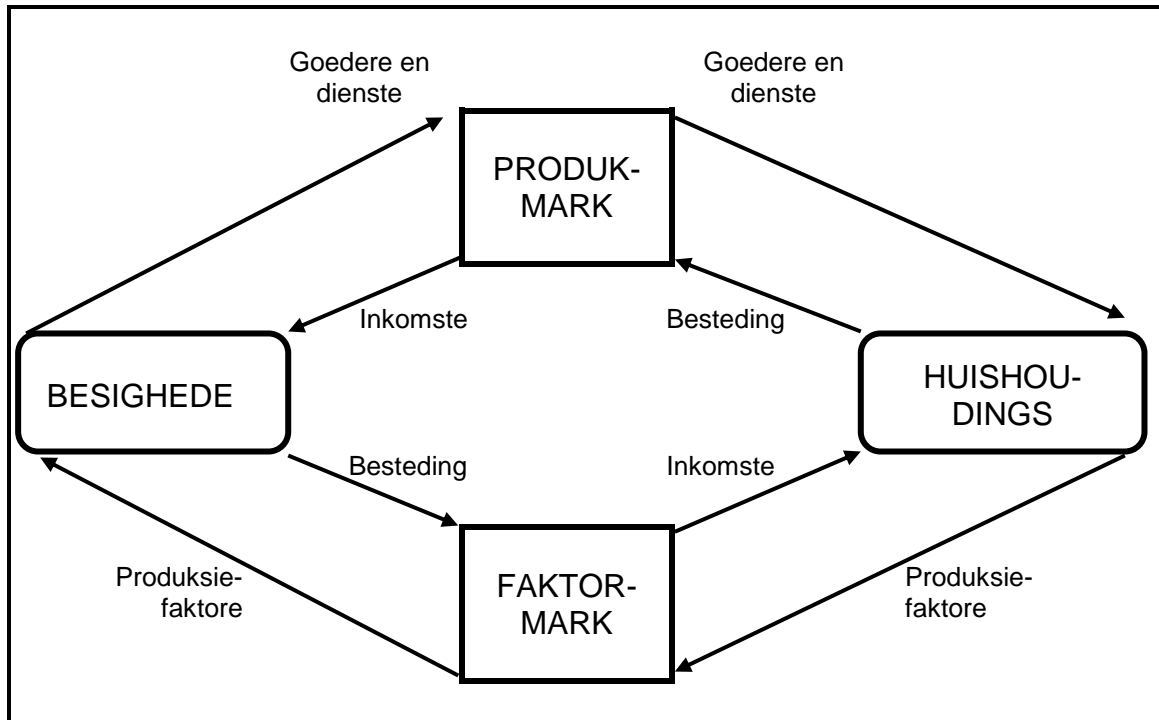 Goedere en
dienste
Goedere en
dienste
PRODUK-
MARK
Inkomste
Besteding
BESIGHEDE
HUISHOU-
DINGS
Besteding
Inkomste
Produksie-
faktore
FAKTOR-
MARK
Produksie-
faktore